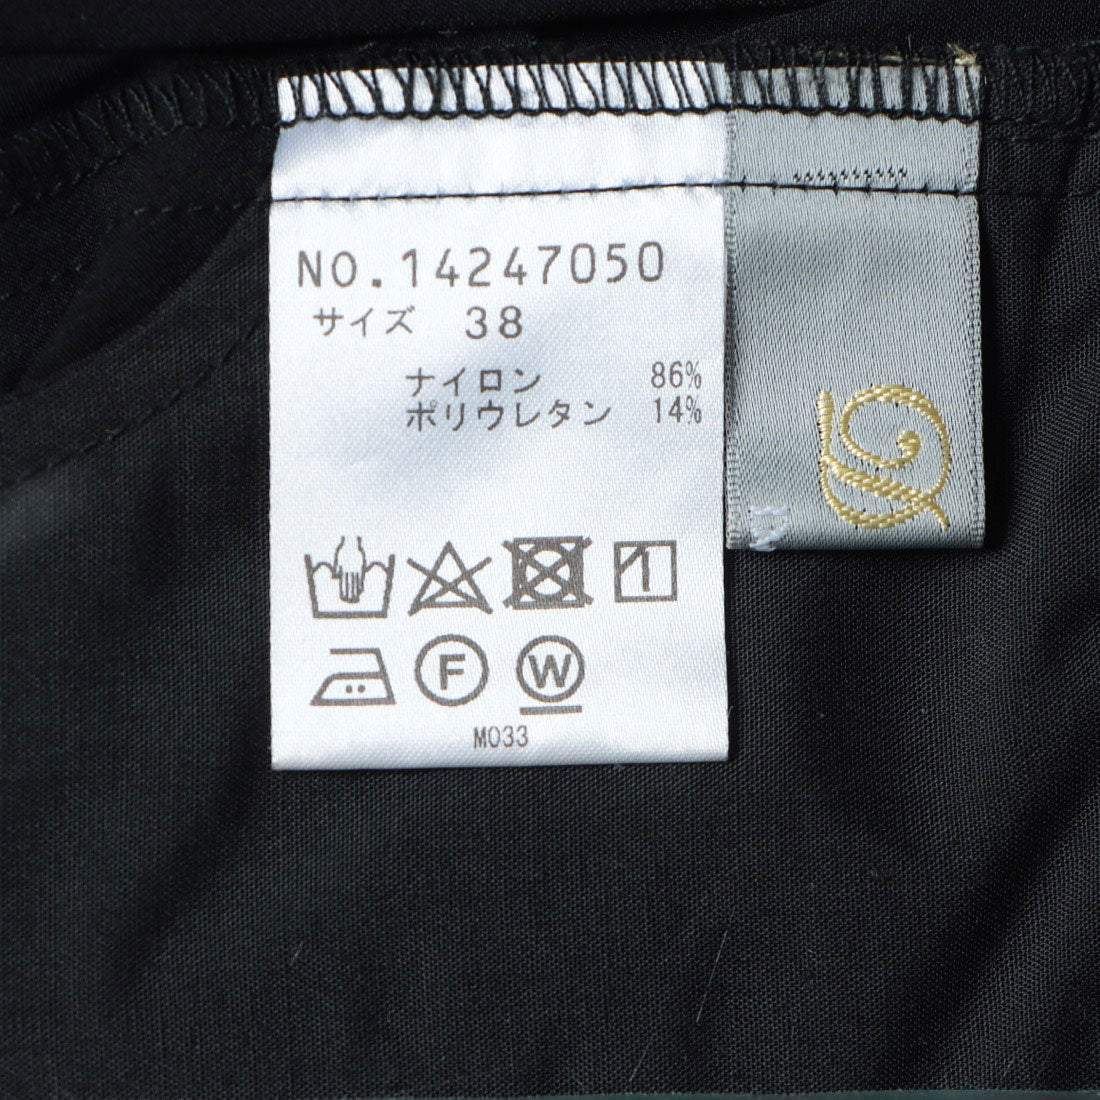 NO.14247050
サイズ 38
ナイロン 86%
ポリウレタン 14%
F W
M033